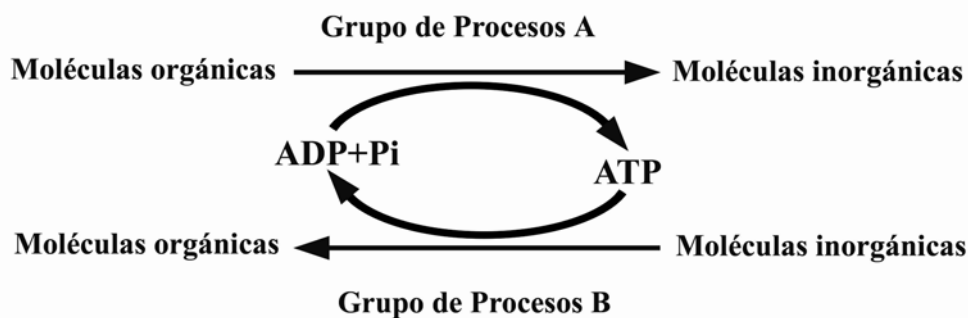 Grupo de Procesos A
Moléculas orgánicas
Moléculas inorgánicas
ADP+Pi
ATP
Moléculas orgánicas
Moléculas inorgánicas
Grupo de Procesos B